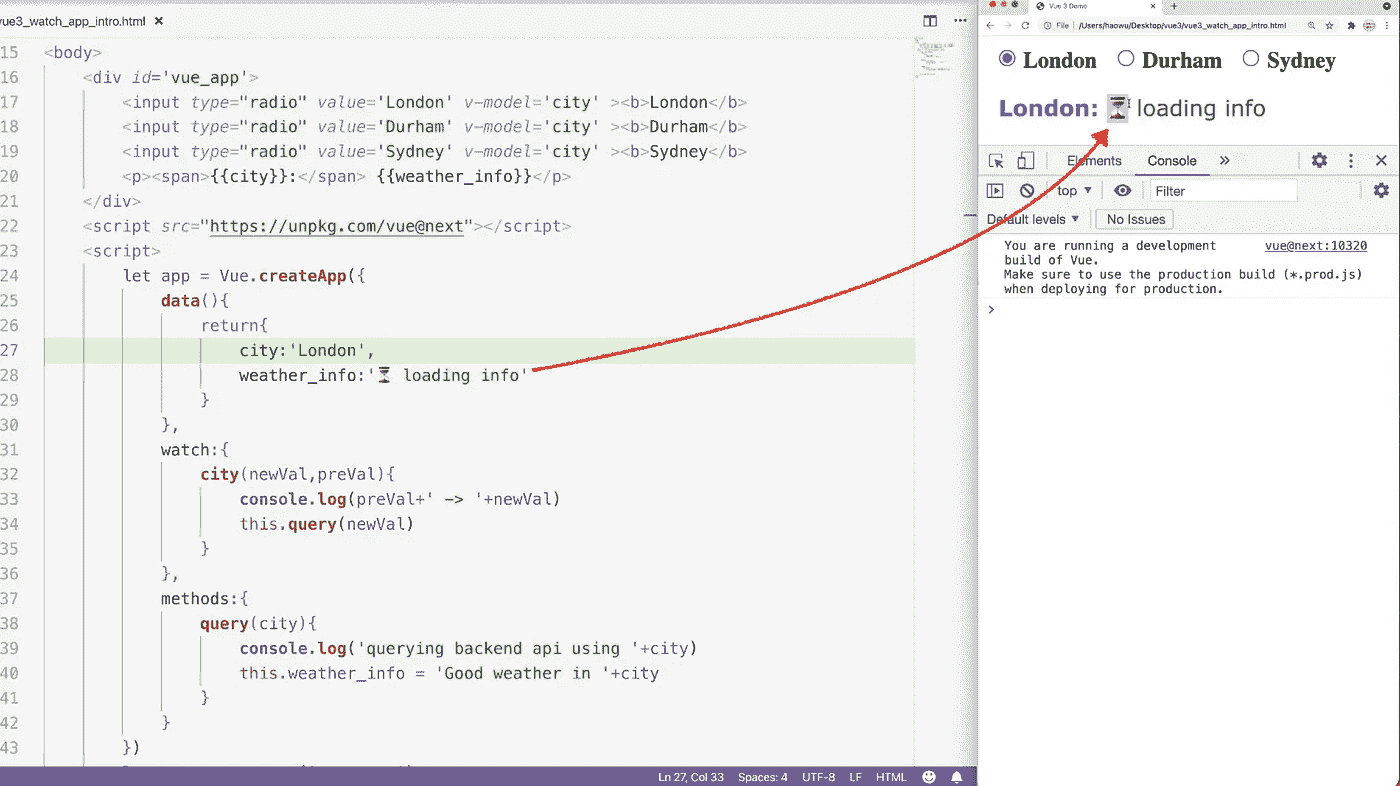 vue3_watch_app_intro.html ×
15 <body>
16 <div id='vue_app'>
17 <input type="radio" value='London' v-model='city' ><b>London</b>
18 <input type="radio" value='Durham' v-model='city' ><b>Durham</b>
19 <input type="radio" value='Sydney' v-model='city' ><b>Sydney</b>
20 <p><span>{{city}}:</span> {{weather_info}}</p>
21 </div>
22 <script src="https://unpkg.com/vue@next"></script>
23 <script>
24 let app = Vue.createApp({
25 data(){
26 return{
27 city:'London',
28 weather_info:'⌛ loading info'
29 }
30 },
31 watch:{
32 city(newVal,preVal){
33 console.log(preVal+' -> '+newVal)
34 this.query(newVal)
35 }
36 },
37 methods:{
38 query(city){
39 console.log('querying backend api using '+city)
40 this.weather_info = 'Good weather in '+city
41 }
42 }
43 })
Ln 27, Col 33 Spaces: 4 UTF-8 LF HTML
Vue 3 Demo
File /Users/haowu/Desktop/vue3/vue3_watch_app_intro.html
London Durham Sydney
London: ⌛ loading info
Elements Console »
top Filter
Default levels No Issues
You are running a development vue@next:10320
build of Vue.
Make sure to use the production build (*.prod.js)
when deploying for production.